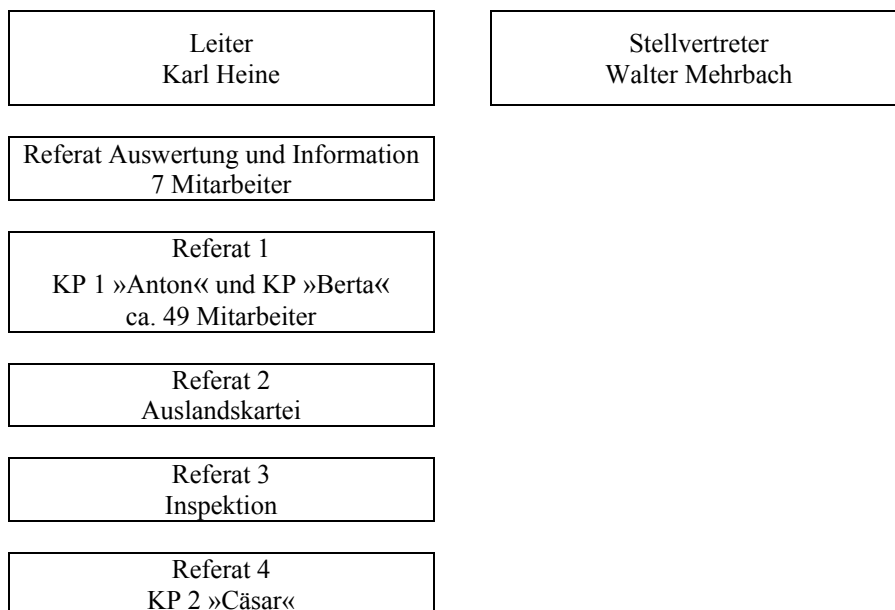 Leiter
Karl Heine
Stellvertreter
Walter Mehrbach
Referat Auswertung und Information
7 Mitarbeiter
Referat 1
KP 1 »Anton« und KP »Berta«
ca. 49 Mitarbeiter
Referat 2
Auslandskartei
Referat 3
Inspektion
Referat 4
KP 2 »Cäsar«